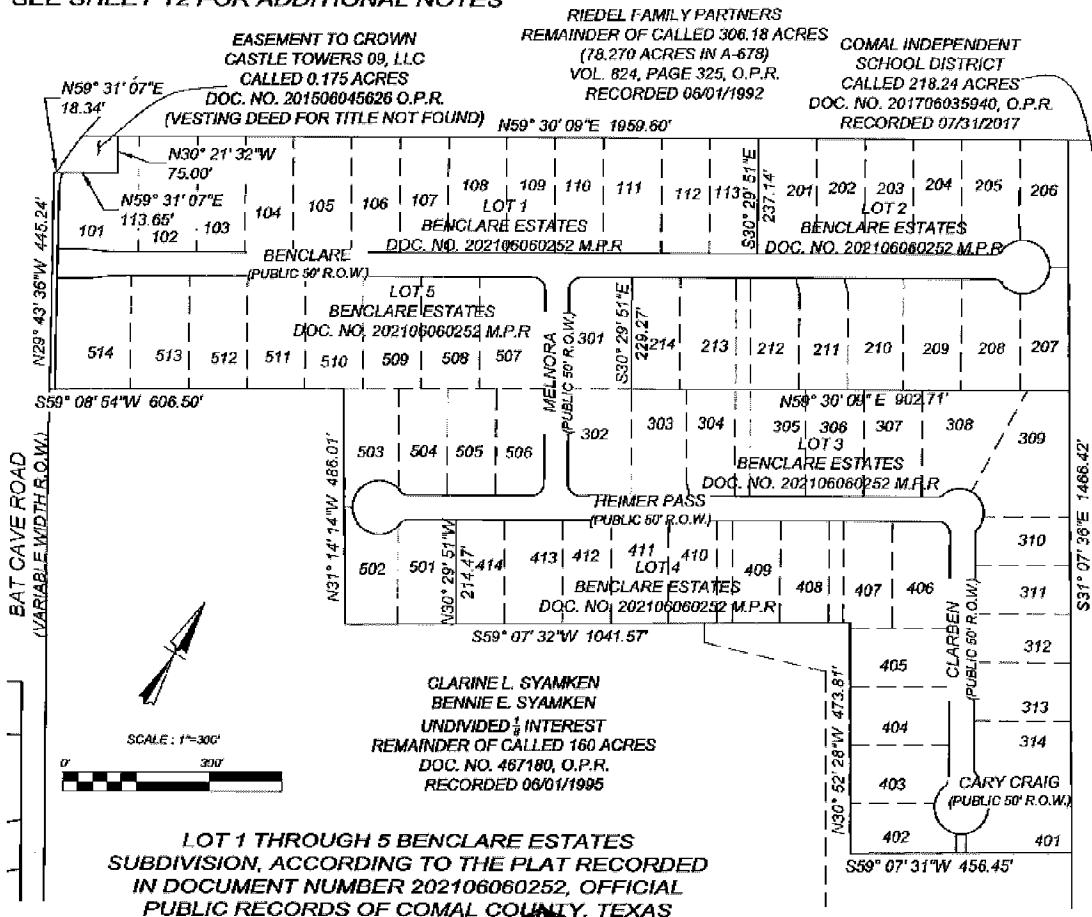 SEE SHEET 12 FOR ADDITIONAL NOTES
RIEDEL FAMILY PARTNERS
REMAINDER OF CALLED 306.18 ACRES
(78.270 ACRES IN A-678)
VOL. 824, PAGE 325, O.P.R.
RECORDED 06/01/1992
EASEMENT TO CROWN
CASTLE TOWERS 09, LLC
CALLED 0.175 ACRES
DOC. NO. 201506045626 O.P.R.
(VESTING DEED FOR TITLE NOT FOUND)
COMAL INDEPENDENT
SCHOOL DISTRICT
CALLED 218.24 ACRES
DOC. NO. 201706035940, O.P.R.
RECORDED 07/31/2017
N59° 31' 07"E
18.34'
N59° 30' 09"E 1959.60'
N30° 21' 32"W
75.00'
N59° 31' 07"E
113.65'
101
102
103
104
105
106
107
108
109
110
111
112
113
LOT 1
BENCLARE ESTATES
DOC. NO. 202106060252 M.P.R
S30° 29' 51"E
237.14'
201
202
203
204
205
206
LOT 2
BENCLARE ESTATES
DOC. NO. 202106060252 M.P.R
N29° 43' 36"W 445.24'
BENCLARE
(PUBLIC 50' R.O.W.)
LOT 5
BENCLARE ESTATES
DOC. NO. 202106060252 M.P.R
514
513
512
511
510
509
508
507
MELNORA
(PUBLIC 50' R.O.W.)
301
S30° 29' 51"E
229.27'
214
213
212
211
210
209
208
207
S59° 08' 54"W 606.50'
N59° 30' 09" E 902.71'
BAT CAVE ROAD
(VARIABLE WIDTH R.O.W.)
N31° 14' 14"W 486.01'
503
504
505
506
302
303
304
305
306
307
308
309
LOT 3
BENCLARE ESTATES
DOC. NO. 202106060252 M.P.R
S31° 07' 36"E 1466.42'
HEIMER PASS
(PUBLIC 50' R.O.W.)
502
501
N30° 29' 51"W
214.47'
414
413
412
411
410
409
408
407
406
LOT 4
BENCLARE ESTATES
DOC. NO. 202106060252 M.P.R
310
311
312
313
314
CLARBEN
(PUBLIC 50' R.O.W.)
S59° 07' 32"W 1041.57'
405
404
403
402
401
N30° 52' 28"W 473.81'
CARY CRAIG
(PUBLIC 50' R.O.W.)
S59° 07' 31"W 456.45'
CLARINE L. SYAMKEN
BENNIE E. SYAMKEN
UNDIVIDED INTEREST
REMAINDER OF CALLED 160 ACRES
DOC. NO. 467180, O.P.R.
RECORDED 06/01/1995
SCALE : 1"=300'
0'
300'
LOT 1 THROUGH 5 BENCLARE ESTATES
SUBDIVISION, ACCORDING TO THE PLAT RECORDED
IN DOCUMENT NUMBER 202106060252, OFFICIAL
PUBLIC RECORDS OF COMAL COUNTY, TEXAS